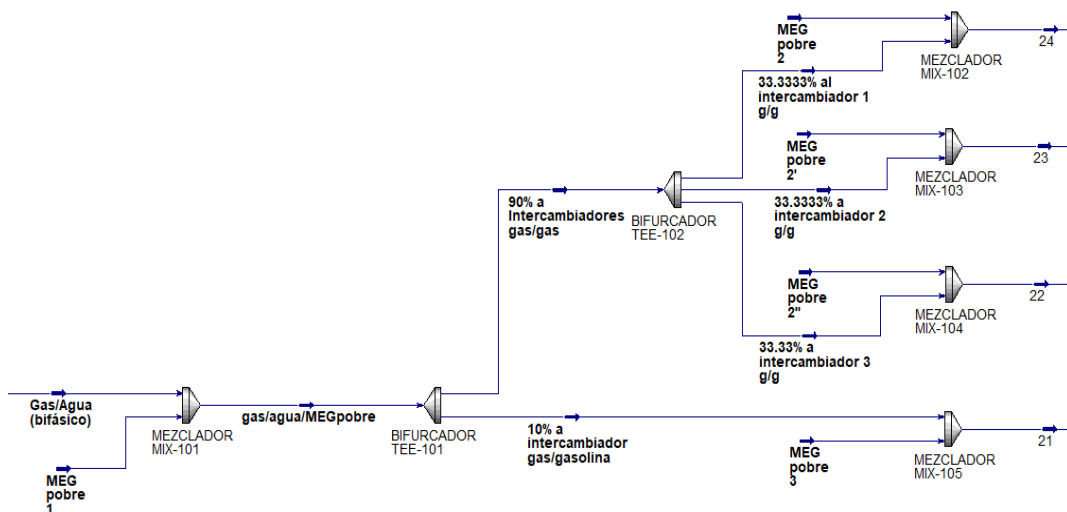 MEG
pobre
2
24
MEZCLADOR
MIX-102
33.3333% al
intercambiador 1
g/g
MEG
pobre
2'
23
MEZCLADOR
MIX-103
90% a
Intercambiadores
gas/gas
BIFURCADOR
TEE-102
33.3333% a
intercambiador 2
g/g
MEG
pobre
2"
22
MEZCLADOR
MIX-104
33.33% a
intercambiador 3
g/g
Gas/Agua
(bifásico)
gas/agua/MEGpobre
MEZCLADOR
MIX-101
BIFURCADOR
TEE-101
10% a
intercambiador
gas/gasolina
21
MEG
pobre
3
MEZCLADOR
MIX-105
MEG
pobre
1